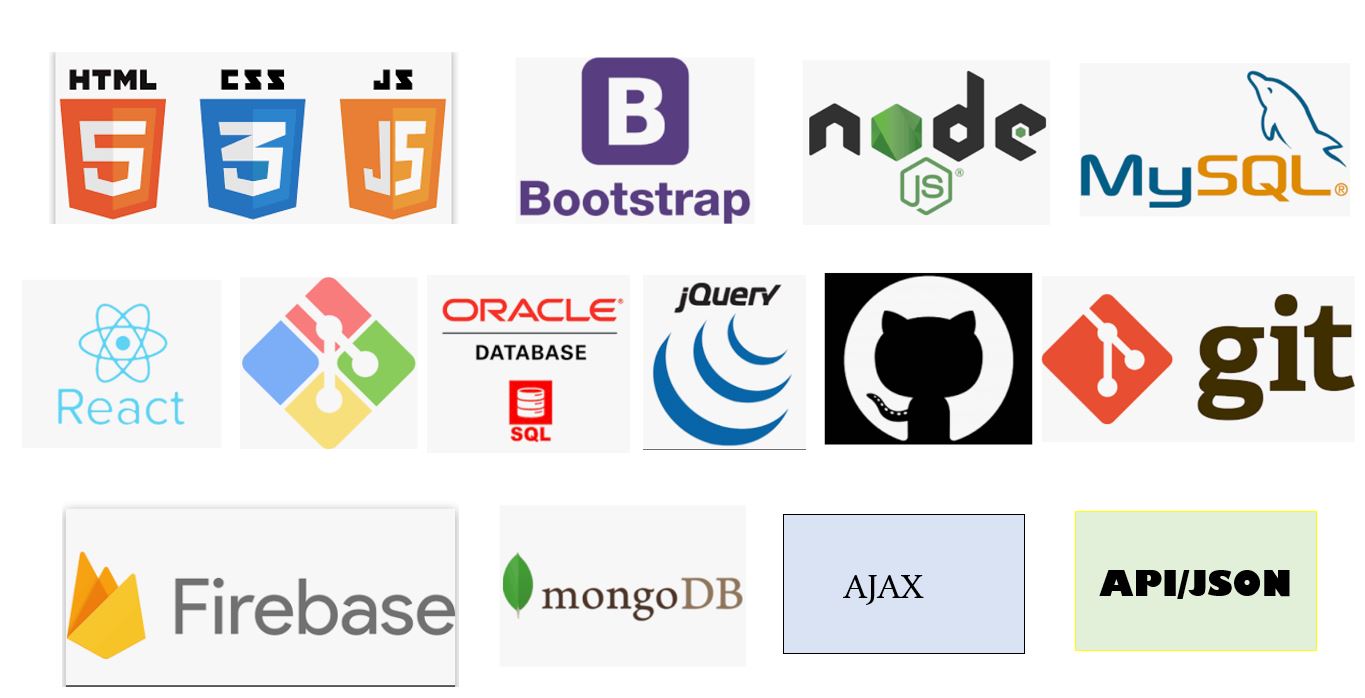 HTML CSS JS
5 3 JS
B
Bootstrap
node
JS®
MySQL®
React
ORACLE®
DATABASE
SQL
jQuery
git
Firebase
mongoDB
AJAX
API/JSON